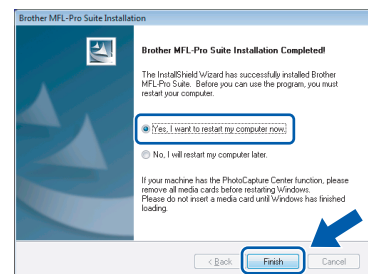 Brother MFL-Pro Suite Installation
Brother MFL-Pro Suite Installation Completed!
The InstallShield Wizard has successfully installed Brother
MFL-Pro Suite. Before you can use the program, you must
restart your computer.
Yes, I want to restart my computer now.
No, I will restart my computer later.
If your machine has the PhotoCapture Center function, please
remove all media cards before restarting Windows.
Please do not insert a media card until Windows has finished
loading.
< Back Finish Cancel